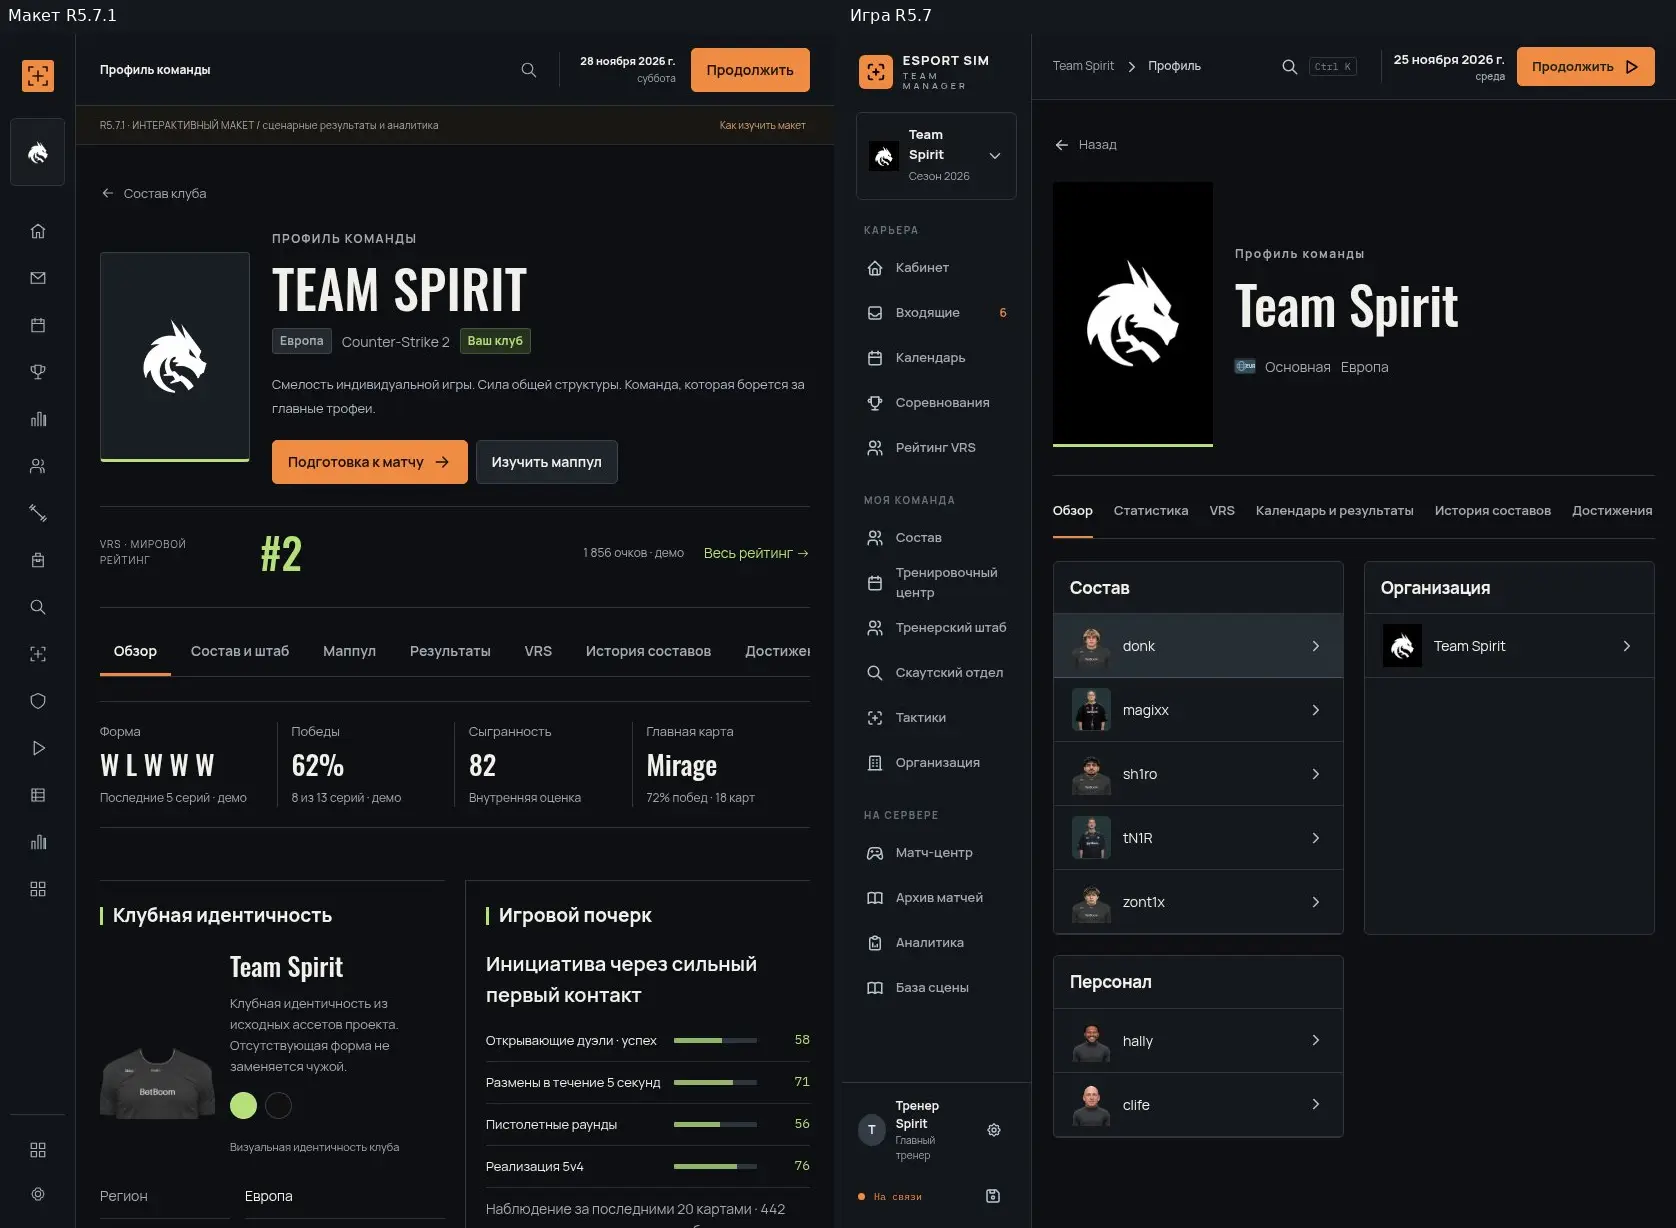 Макет R5.7.1
Профиль команды
28 ноября 2026 г.
суббота
Продолжить
R5.7.1 · ИНТЕРАКТИВНЫЙ МАКЕТ / сценарные результаты и аналитика
Как изучить макет
Состав клуба
ПРОФИЛЬ КОМАНДЫ
TEAM SPIRIT
Европа
Counter-Strike 2
Ваш клуб
Смелость индивидуальной игры. Сила общей структуры. Команда, которая борется за
главные трофеи.
Подготовка к матчу →
Изучить маппул
VRS · МИРОВОЙ
РЕЙТИНГ
#2
1 856 очков · демо
Весь рейтинг →
Обзор
Состав и штаб
Маппул
Результаты
VRS
История составов
Достижен
Форма
W L W W W
Последние 5 серий · демо
Победы
62%
8 из 13 серий · демо
Сыгранность
82
Внутренняя оценка
Главная карта
Mirage
72% побед · 18 карт
Клубная идентичность
BetBoom
Team Spirit
Клубная идентичность из
исходных ассетов проекта.
Отсутствующая форма не
заменяется чужой.
Визуальная идентичность клуба
Регион
Европа
Игровой почерк
Инициатива через сильный
первый контакт
Открывающие дуэли · успех 58
Размены в течение 5 секунд 71
Пистолетные раунды 56
Реализация 5v4 76
Наблюдение за последними 20 картами · 442
Игра R5.7
ESPORT SIM
TEAM
MANAGER
Team
Spirit
Сезон 2026
КАРЬЕРА
Кабинет
Входящие 6
Календарь
Соревнования
Рейтинг VRS
МОЯ КОМАНДА
Состав
Тренировочный
центр
Тренерский штаб
Скаутский отдел
Тактики
Организация
НА СЕРВЕРЕ
Матч-центр
Архив матчей
Аналитика
База сцены
Т
Тренер
Spirit
Главный
тренер
На связи
Team Spirit > Профиль
Ctrl K
25 ноября 2026 г.
среда
Продолжить
Назад
Профиль команды
Team Spirit
Основная
Европа
Обзор
Статистика
VRS
Календарь и результаты
История составов
Достижения
Состав
donk
magixx
sh1ro
tN1R
zont1x
Организация
Team Spirit
Персонал
hally
clife